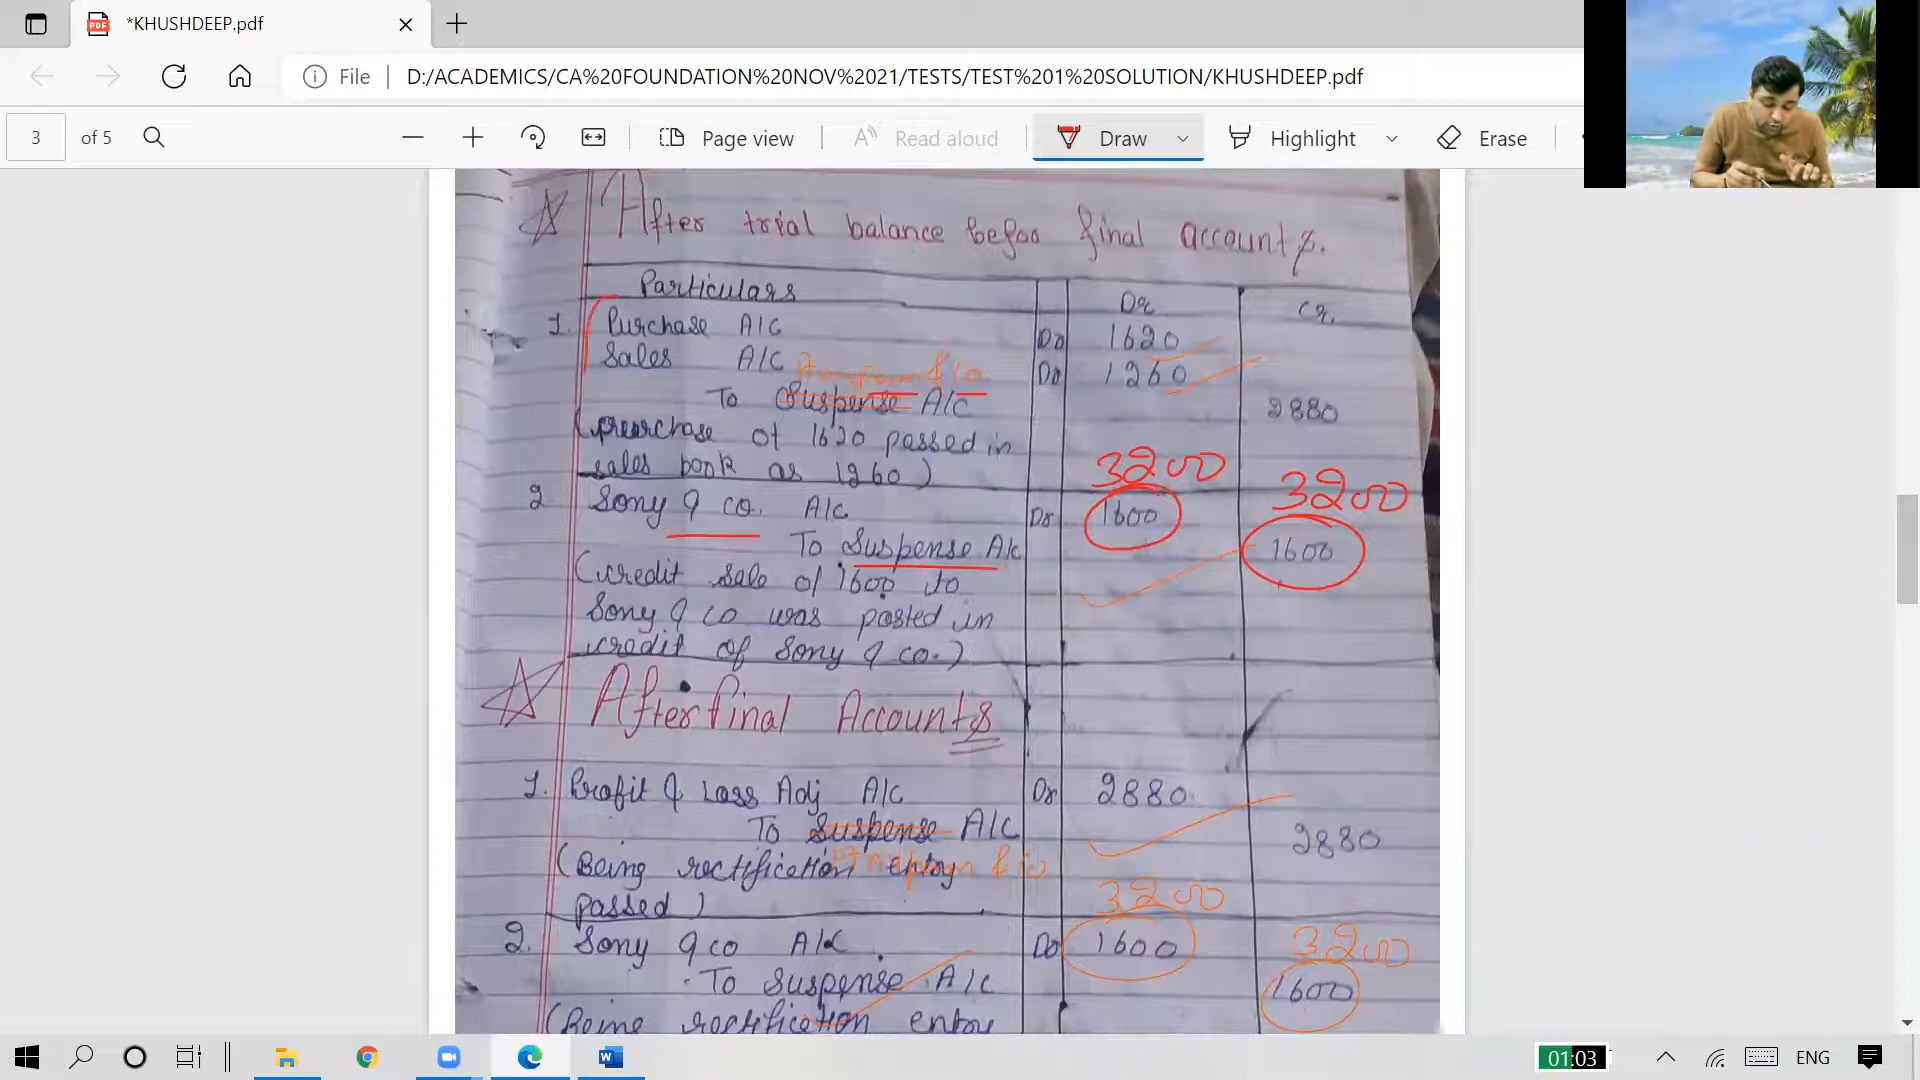 *KHUSHDEEP.pdf
File D:/ACADEMICS/CA%20FOUNDATION%20NOV%2021/TESTS/TEST%201%20SOLUTION/KHUSHDEEP.pdf
3 of 5 Page view Read aloud Draw Highlight Erase
After trial balance befoo final accounts.
Particulars Dr Cr.
1. Purchase A/C Dr 1620
Sales A/C Dr 1260
To Suspense A/C 2880
(purchase of 1620 passed in
sales book as 1260)
3200 3200
2 Sony & co. A/C Dr 1600
To Suspense A/c 1600
(credit sale of 1600 to
Sony & co was posted in
credit of Sony & co.)
After final Accounts
1. Profit & Loss Adj A/C Dr 2880
To Suspense A/C 2880
(Being rectification entry
passed)
3200 3200
2. Sony & co A/c Dr 1600
To Suspense A/C 1600
(Being rectification entry
01:03 ENG